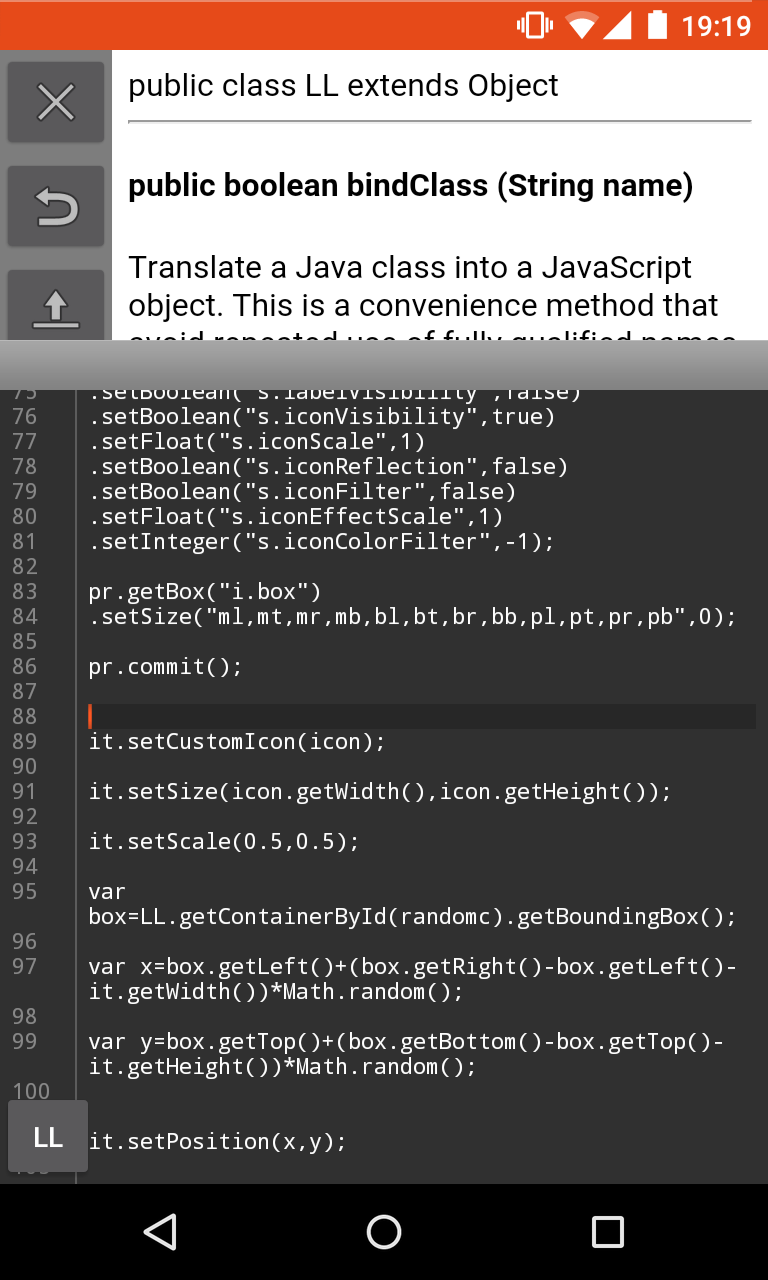 19:19
public class LL extends Object
public boolean bindClass (String name)
Translate a Java class into a JavaScript
object. This is a convenience method that
avoid repeated use of fully qualified names
75 .setBoolean("s.labelVisibility",false)
76 .setBoolean("s.iconVisibility",true)
77 .setFloat("s.iconScale",1)
78 .setBoolean("s.iconReflection",false)
79 .setBoolean("s.iconFilter",false)
80 .setFloat("s.iconEffectScale",1)
81 .setInteger("s.iconColorFilter",-1);
82
83 pr.getBox("i.box")
84 .setSize("ml,mt,mr,mb,bl,bt,br,bb,pl,pt,pr,pb",0);
85
86 pr.commit();
87
88
89 it.setCustomIcon(icon);
90
91 it.setSize(icon.getWidth(),icon.getHeight());
92
93 it.setScale(0.5,0.5);
94
95 var
box=LL.getContainerById(randomc).getBoundingBox();
96
97 var x=box.getLeft()+(box.getRight()-box.getLeft()-
it.getWidth())*Math.random();
98
99 var y=box.getTop()+(box.getBottom()-box.getTop()-
it.getHeight())*Math.random();
100
LL
it.setPosition(x,y);